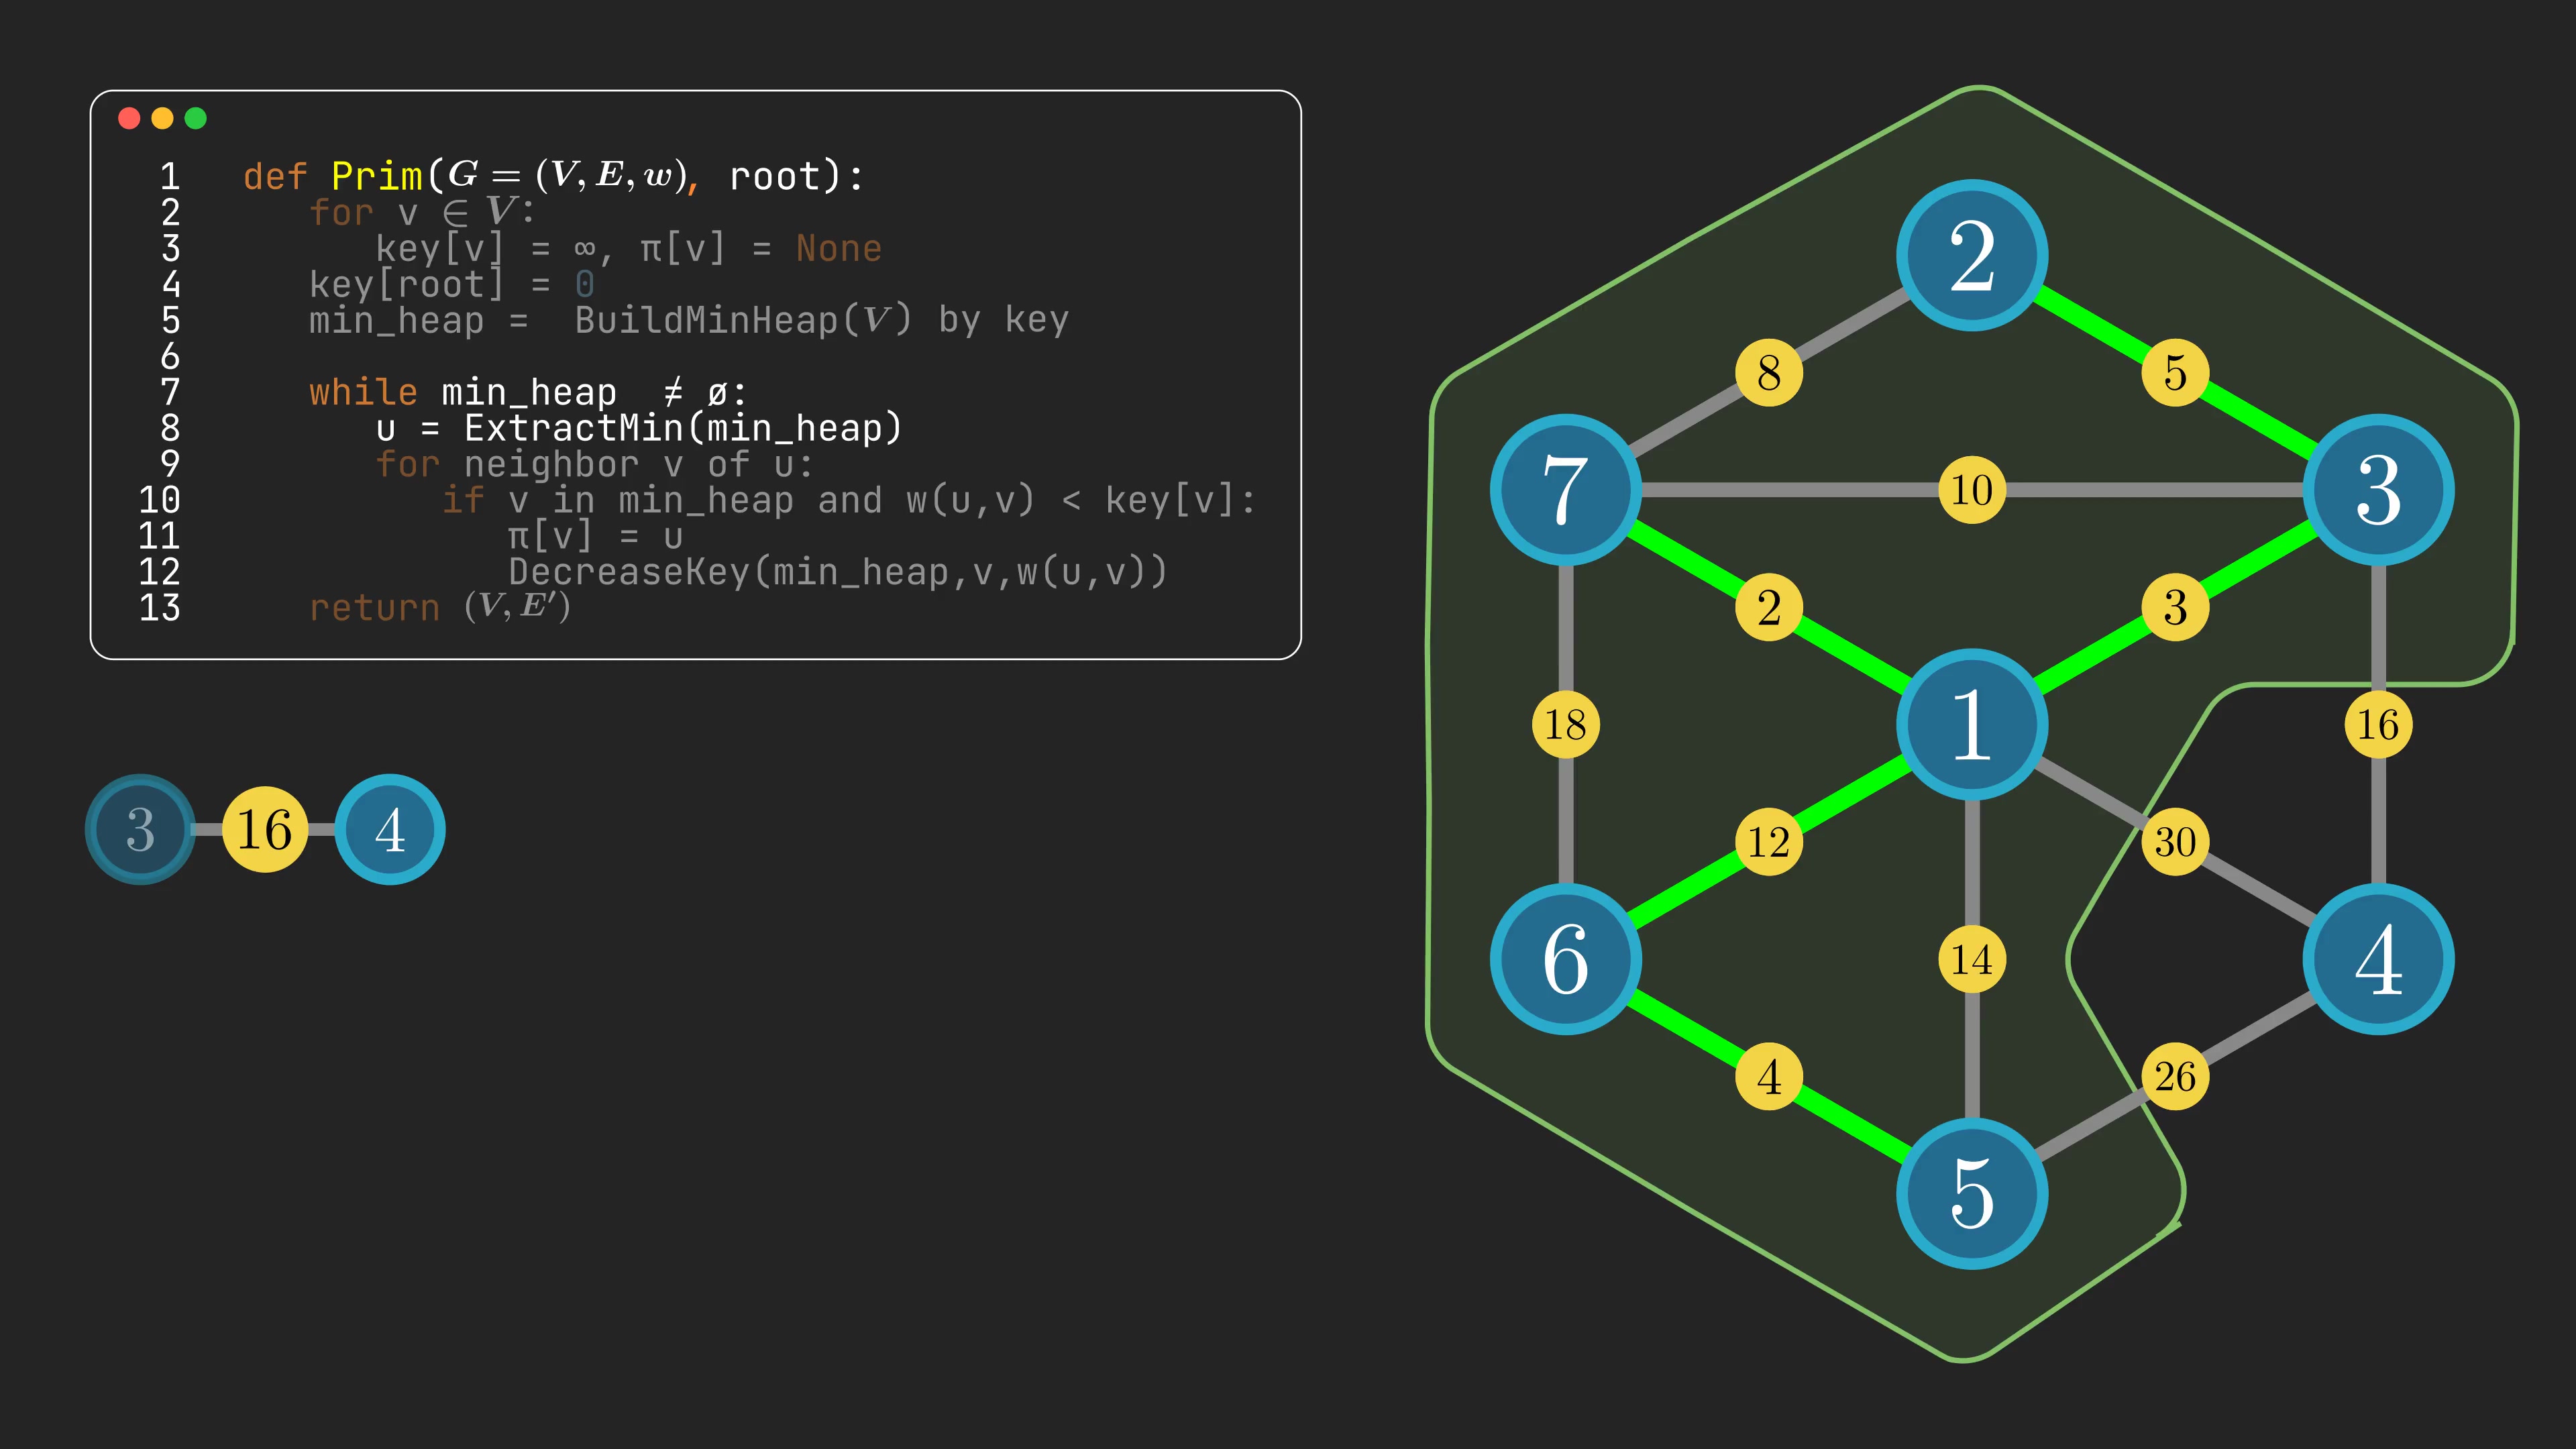 1 def Prim(G = (V, E, w), root):
2 for v ∈ V:
3 key[v] = ∞, π[v] = None
4 key[root] = 0
5 min_heap = BuildMinHeap(V) by key
6
7 while min_heap ≠ ø:
8 u = ExtractMin(min_heap)
9 for neighbor v of u:
10 if v in min_heap and w(u,v) < key[v]:
11 π[v] = u
12 DecreaseKey(min_heap,v,w(u,v))
13 return (V, E′)
3 16 4
2
8 5
7 10 3
2 3
18 1 16
12 30
6 14 4
4 26
5